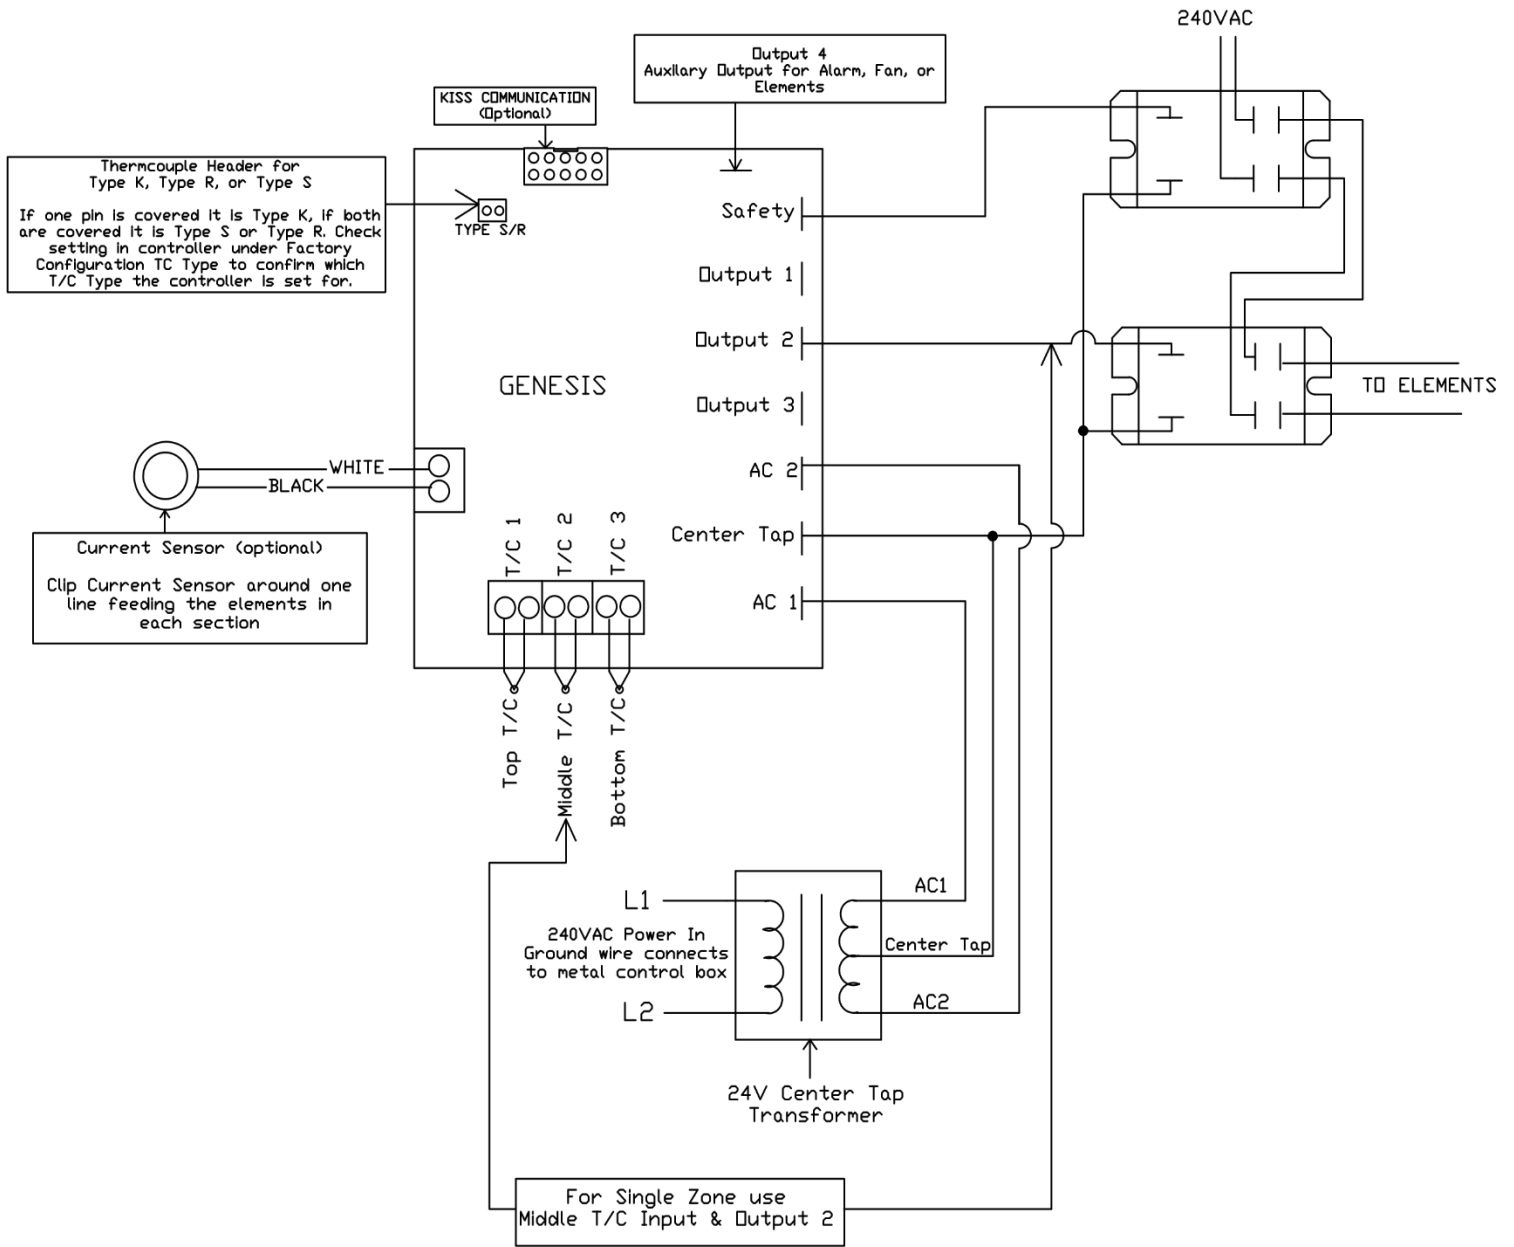 240VAC
Output 4
Auxilary Output for Alarm, Fan, or
Elements
KISS COMMUNICATION
(Optional)
Thermcouple Header for
Type K, Type R, or Type S
If one pin is covered it is Type K, if both
are covered it is Type S or Type R. Check
setting in controller under Factory
Configuration TC Type to confirm which
T/C Type the controller is set for.
TYPE S/R
Safety
Output 1
Output 2
GENESIS
Output 3
TO ELEMENTS
AC 2
WHITE
BLACK
Center Tap
Current Sensor (optional)
Clip Current Sensor around one
line feeding the elements in
each section
T/C 1
T/C 2
T/C 3
AC 1
Top T/C
Middle T/C
Bottom T/C
L1
240VAC Power In
Ground wire connects
to metal control box
L2
AC1
Center Tap
AC2
24V Center Tap
Transformer
For Single Zone use
Middle T/C Input & Output 2